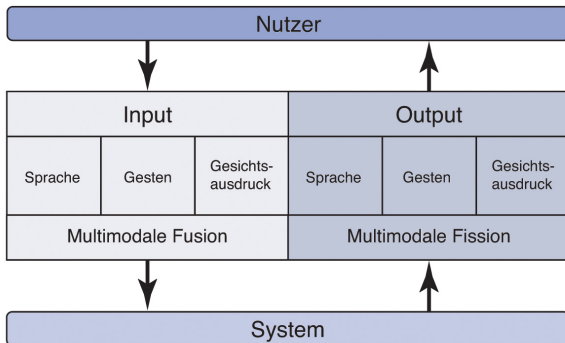 Nutzer
Input
Output
Sprache
Gesten
Gesichts-
ausdruck
Sprache
Gesten
Gesichts-
ausdruck
Multimodale Fusion
Multimodale Fission
System